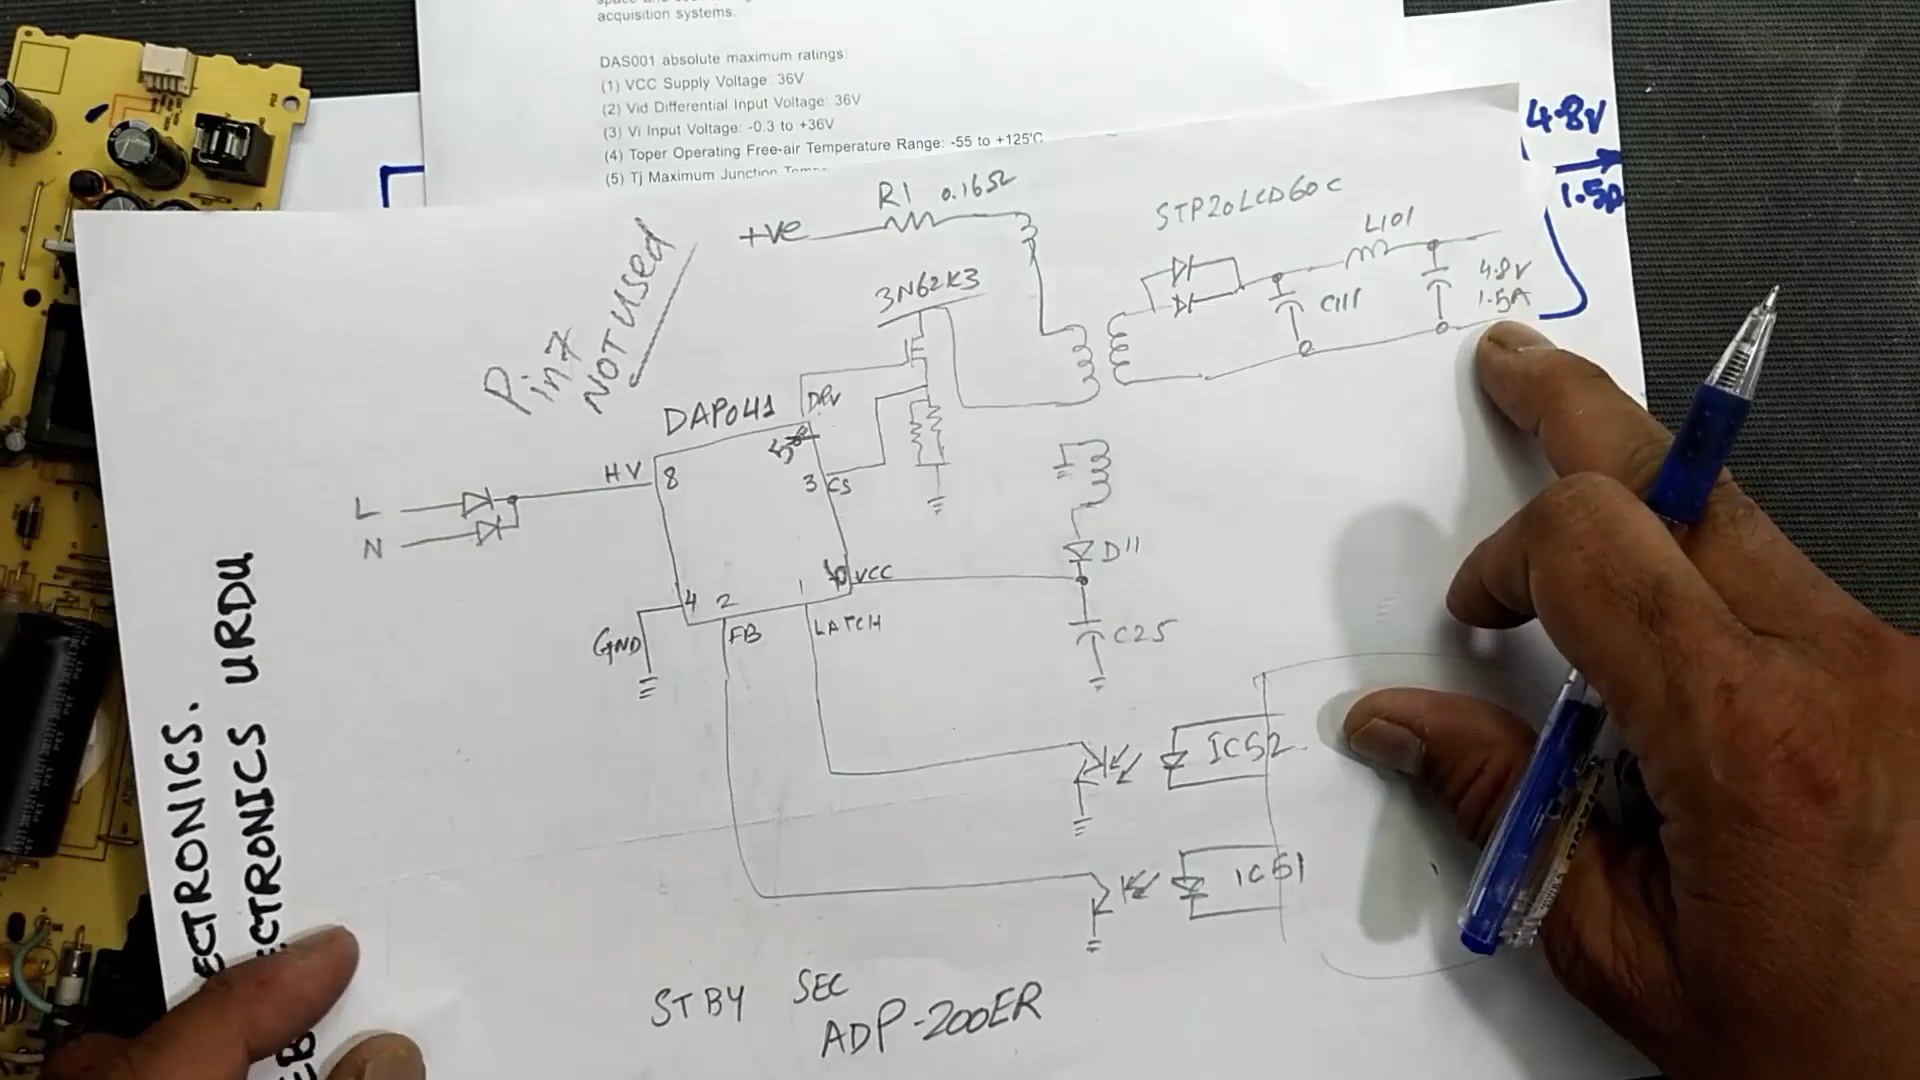 acquisition systems.
DAS001 absolute maximum ratings:
(1) VCC Supply Voltage: 36V
(2) Vid Differential Input Voltage: 36V
(3) Vi Input Voltage: -0.3 to +36V
(4) Toper Operating Free-air Temperature Range: -55 to +125'C
(5) Tj Maximum Junction
4.8V
1.5A
R1 0.16Ω
+ve
STP20LCD60C
L101
C111
4.8V
1.5A
3N62K3
Pin 7
NOT USED
DAP041
DRV
5
HV
8
3
CS
L
N
VCC
D11
4
2
1
GND
FB
LATCH
C25
IC52
IC51
STBY SEC
ADP-200ER
ECTRONICS.
ECTRONICS URDU